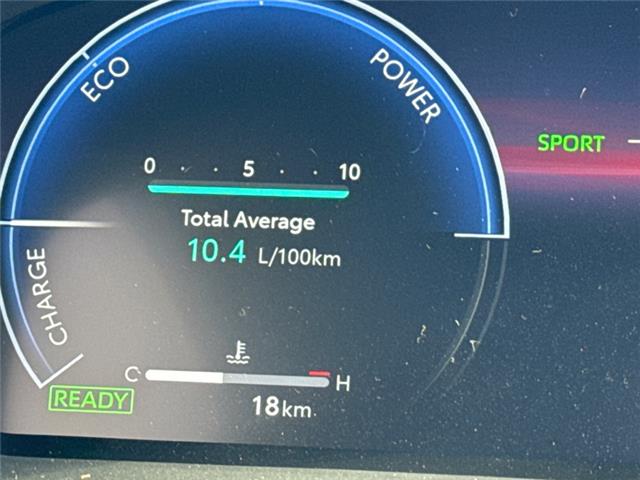 ECO
POWER
SPORT
0 5 10
Total Average
10.4 L/100km
CHARGE
C H
READY
18km